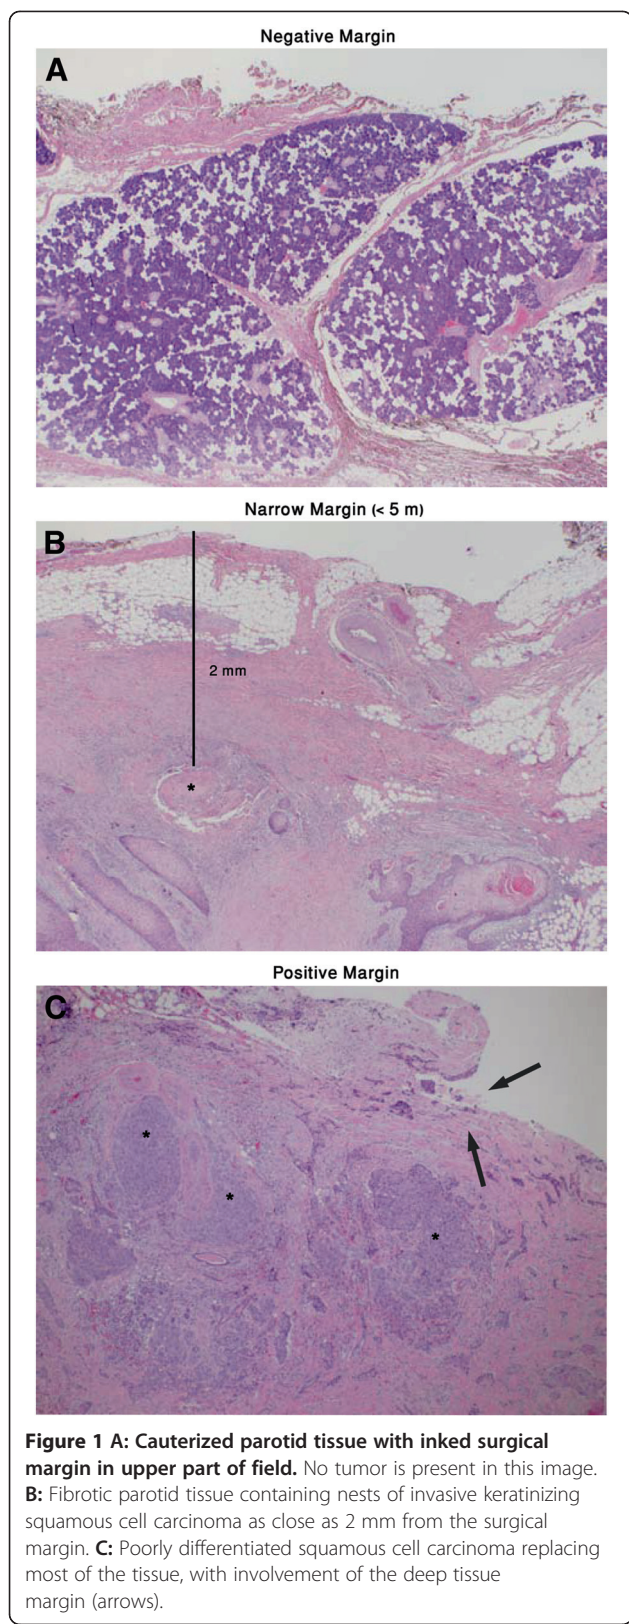 Negative Margin
A
Narrow Margin (< 5 m)
B
2 mm
*
Positive Margin
C
*
*
*
Figure 1 A: Cauterized parotid tissue with inked surgical
margin in upper part of field. No tumor is present in this image.
B: Fibrotic parotid tissue containing nests of invasive keratinizing
squamous cell carcinoma as close as 2 mm from the surgical
margin. C: Poorly differentiated squamous cell carcinoma replacing
most of the tissue, with involvement of the deep tissue
margin (arrows).